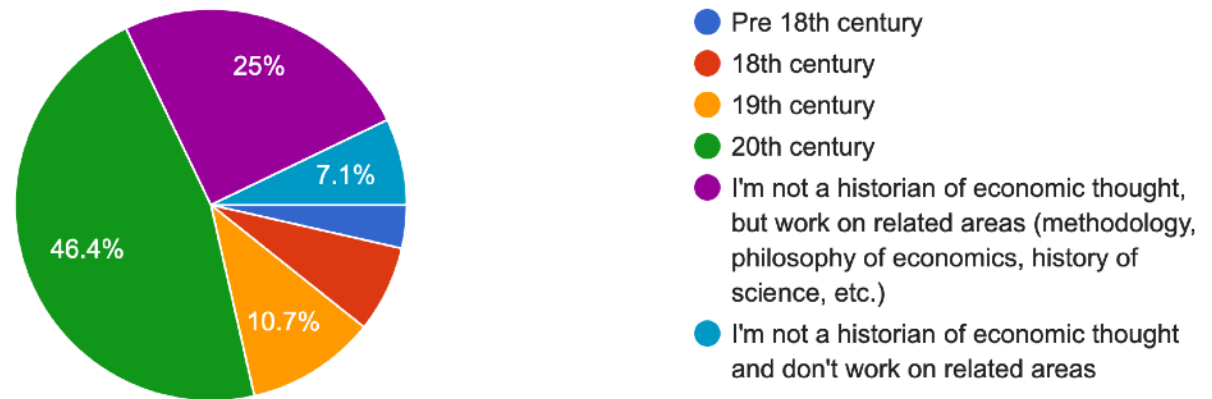 25%
7.1%
46.4%
10.7%
Pre 18th century
18th century
19th century
20th century
I'm not a historian of economic thought,
but work on related areas (methodology,
philosophy of economics, history of
science, etc.)
I'm not a historian of economic thought
and don't work on related areas